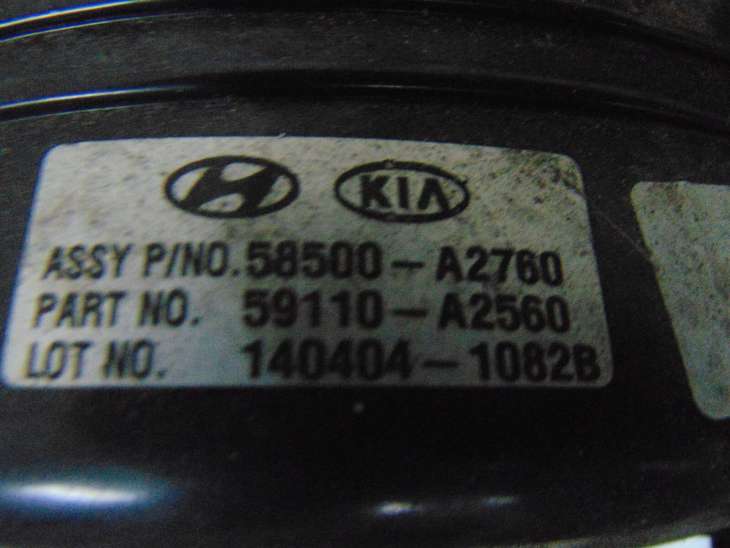 KIA
ASSY P/NO. 58500-A2760
PART NO. 59110-A2560
LOT NO. 140404-1082B